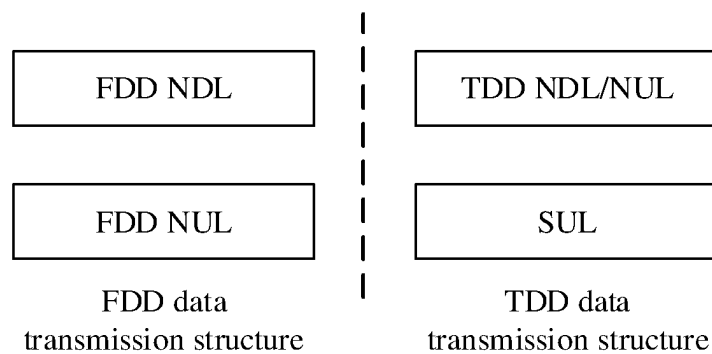 FDD NDL
FDD NUL
FDD data
transmission structure
TDD NDL/NUL
SUL
TDD data
transmission structure